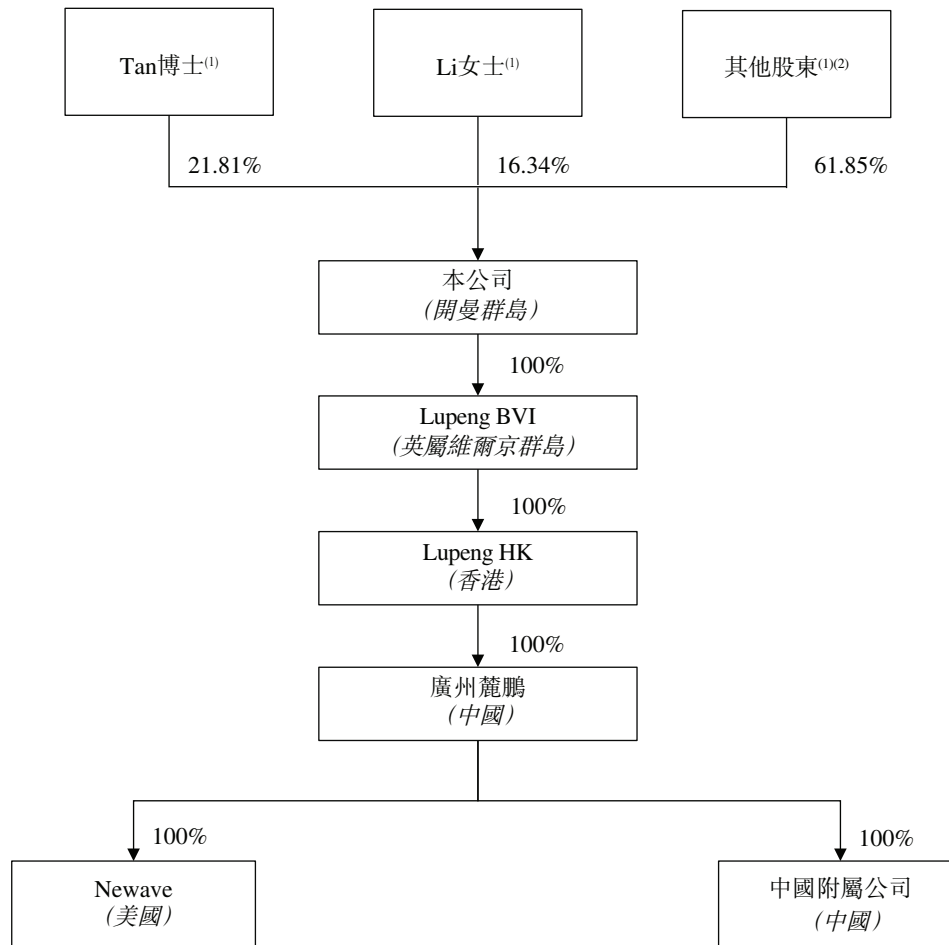 Tan博士(1)
Li女士(1)
其他股東(1)(2)
21.81%
16.34%
61.85%
本公司
（開曼群島）
100%
Lupeng BVI
（英屬維爾京群島）
100%
Lupeng HK
（香港）
100%
廣州麓鵬
（中國）
100%
100%
Newave
（美國）
中國附屬公司
（中國）